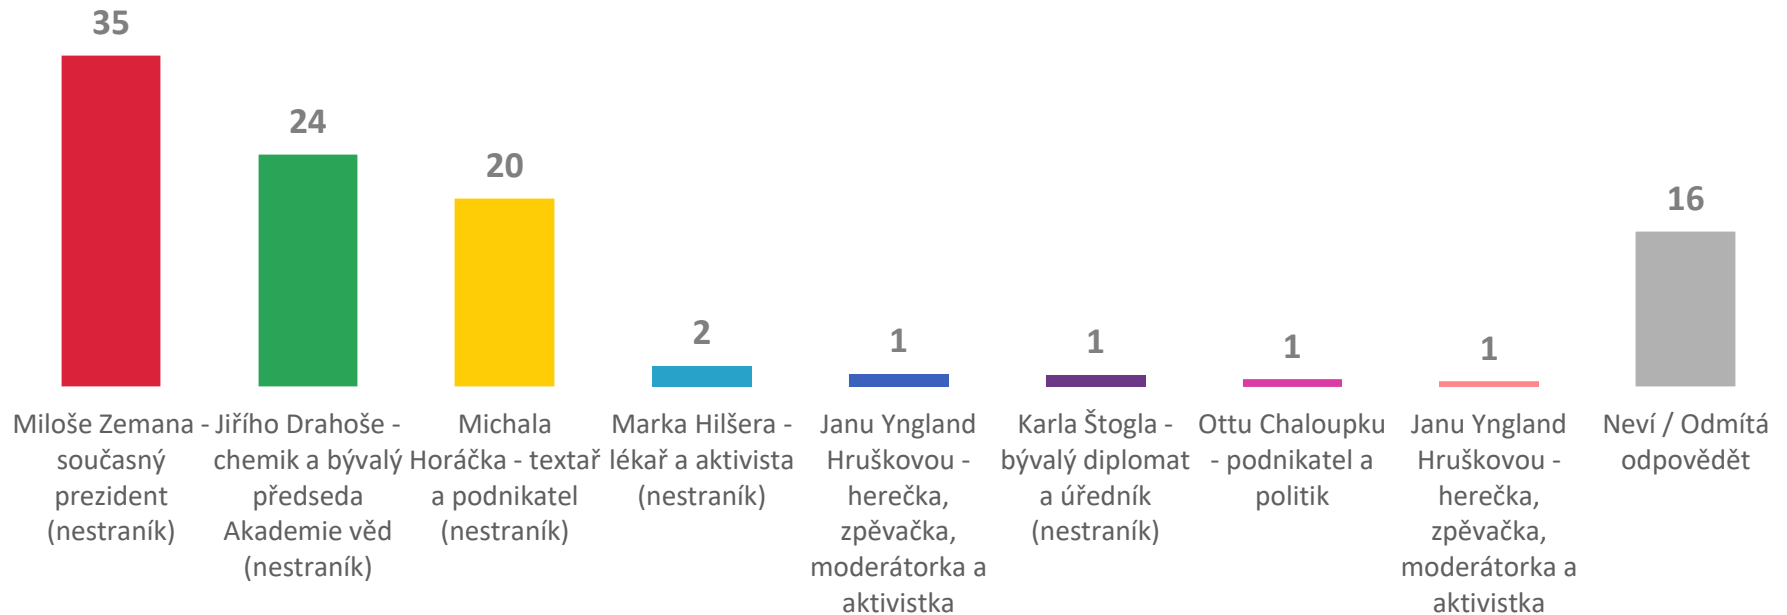 35
24
20
2
1
1
1
1
16
Miloše Zemana -
současný
prezident
(nestraník)
Jiřího Drahoše -
chemik a bývalý
předseda
Akademie věd
(nestraník)
Michala
Horáčka - textař
a podnikatel
(nestraník)
Marka Hilšera -
lékař a aktivista
(nestraník)
Janu Yngland
Hruškovou -
herečka,
zpěvačka,
moderátorka a
aktivistka
Karla Štogla -
bývalý diplomat
a úředník
(nestraník)
Ottu Chaloupku
- podnikatel a
politik
Janu Yngland
Hruškovou -
herečka,
zpěvačka,
moderátorka a
aktivistka
Neví / Odmítá
odpovědět